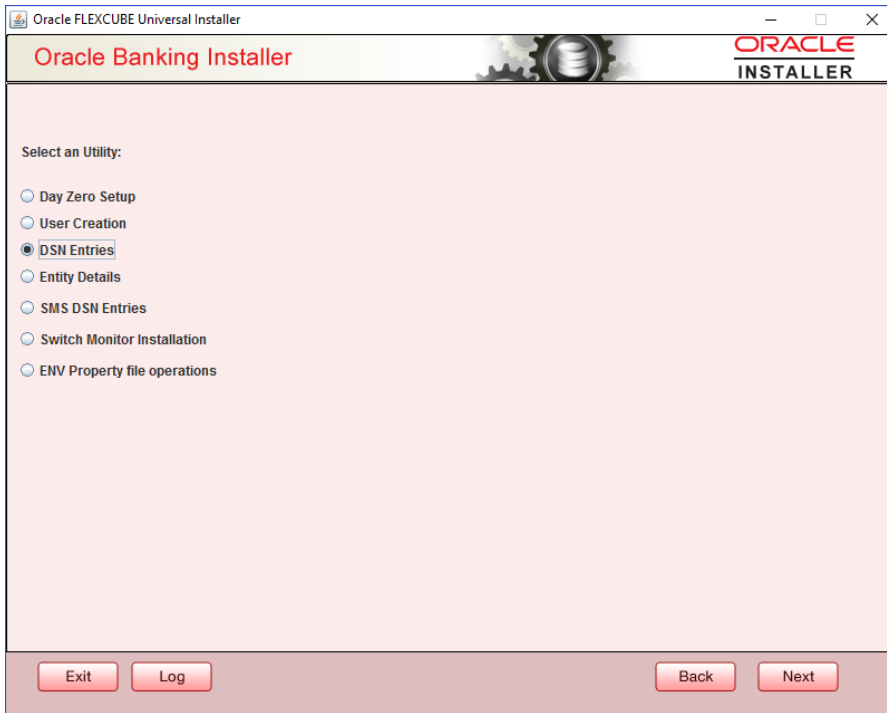 Oracle FLEXCUBE Universal Installer
Oracle Banking Installer
ORACLE
INSTALLER
Select an Utility:
Day Zero Setup
User Creation
DSN Entries
Entity Details
SMS DSN Entries
Switch Monitor Installation
ENV Property file operations
Exit Log Back Next